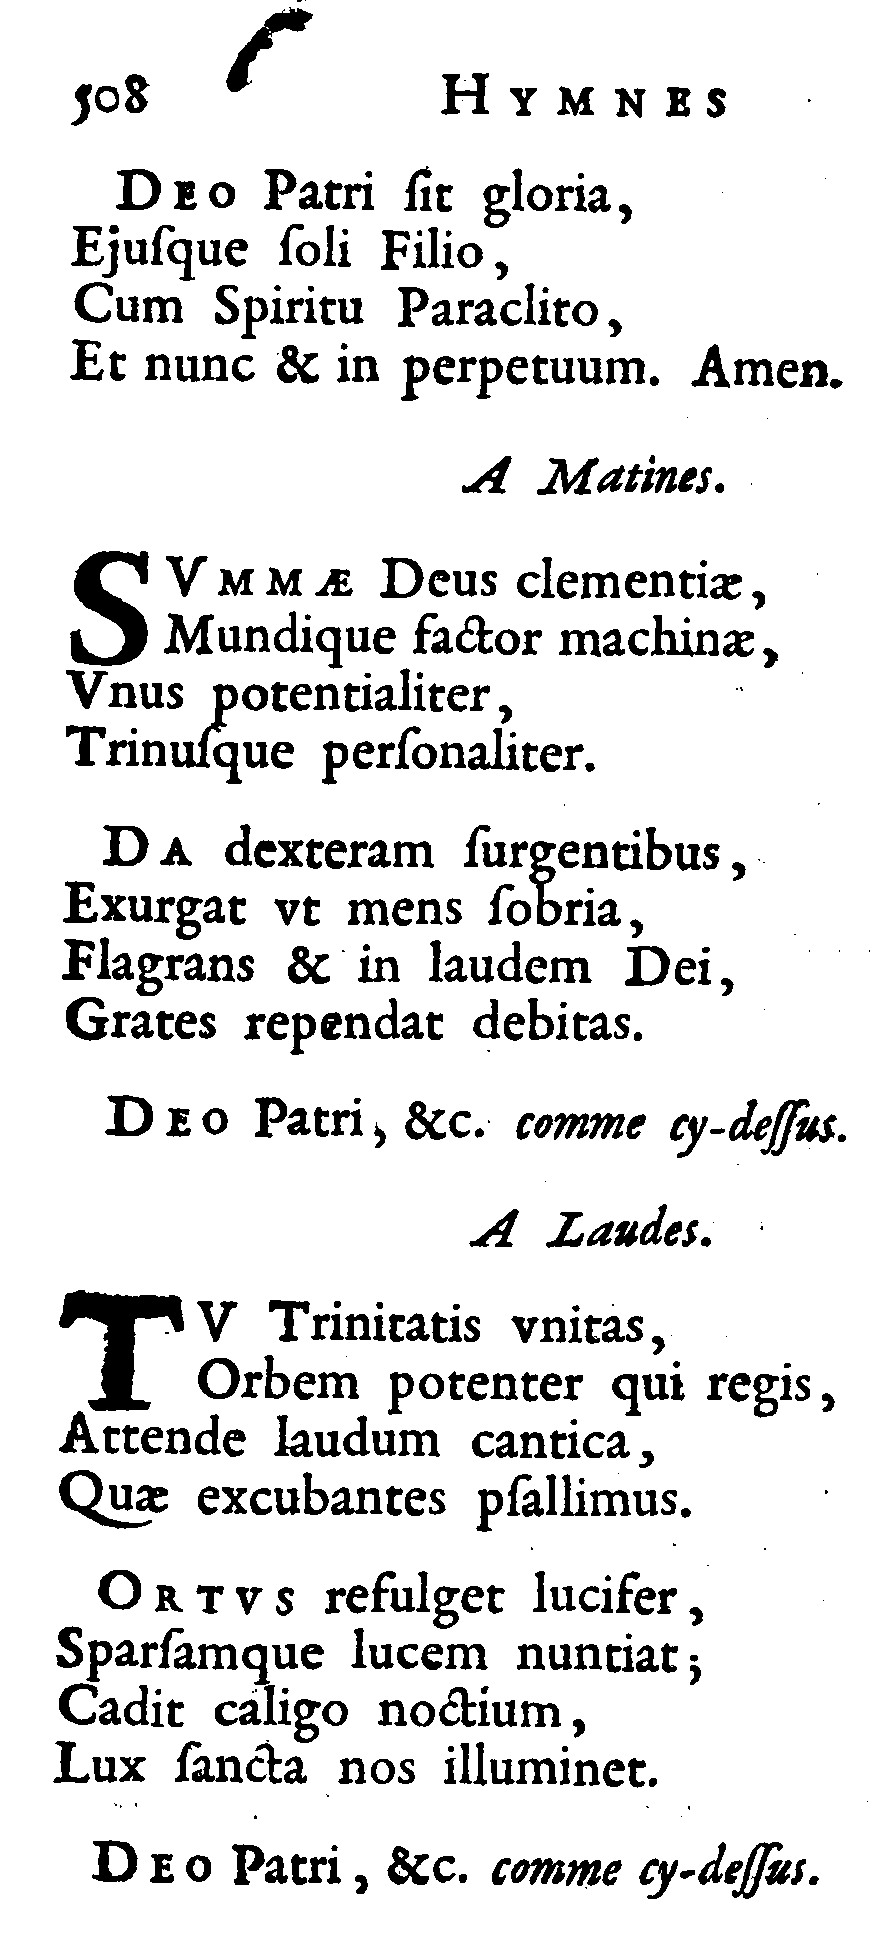 508 HYMNES
DEO Patri ſit gloria,
Ejuſque ſoli Filio,
Cum Spiritu Paraclito,
Et nunc & in perpetuum. Amen.
A Matines.
SVMMÆ Deus clementiæ,
Mundique factor machinæ,
Vnus potentialiter,
Trinuſque perſonaliter.
DA dexteram ſurgentibus,
Exurgat vt mens ſobria,
Flagrans & in laudem Dei,
Grates rependat debitas.
DEO Patri, &c. comme cy-deſſus.
A Laudes.
TV Trinitatis vnitas,
Orbem potenter qui regis,
Attende laudum cantica,
Quæ excubantes pſallimus.
ORTVS refulget lucifer,
Sparſamque lucem nuntiat;
Cadit caligo noctium,
Lux ſancta nos illuminet.
DEO Patri, &c. comme cy-deſſus.